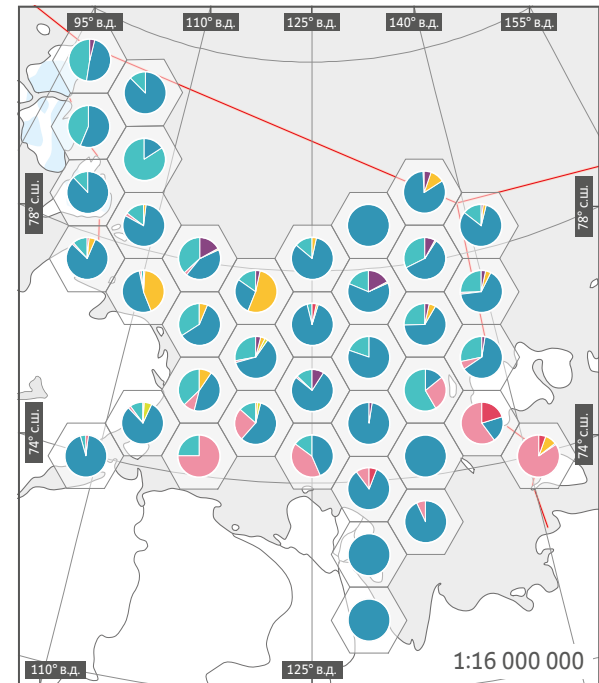 95° в.д. 110° в.д. 125° в.д. 140° в.д. 155° в.д.
78° с.ш. 78° с.ш.
74° с.ш. 74° с.ш.
110° в.д. 125° в.д. 1:16 000 000